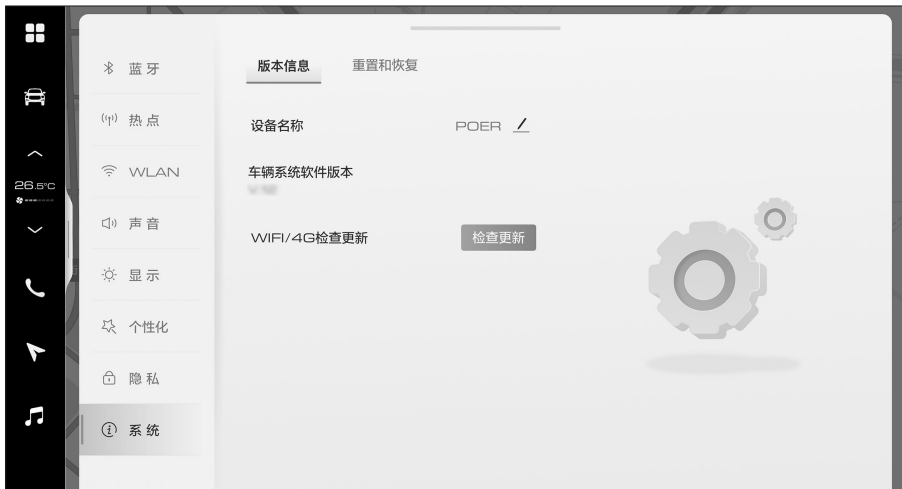 26.5°C
蓝牙
热点
WLAN
声音
显示
个性化
隐私
系统
版本信息 重置和恢复
设备名称 POER
车辆系统软件版本
WIFI/4G检查更新 检查更新